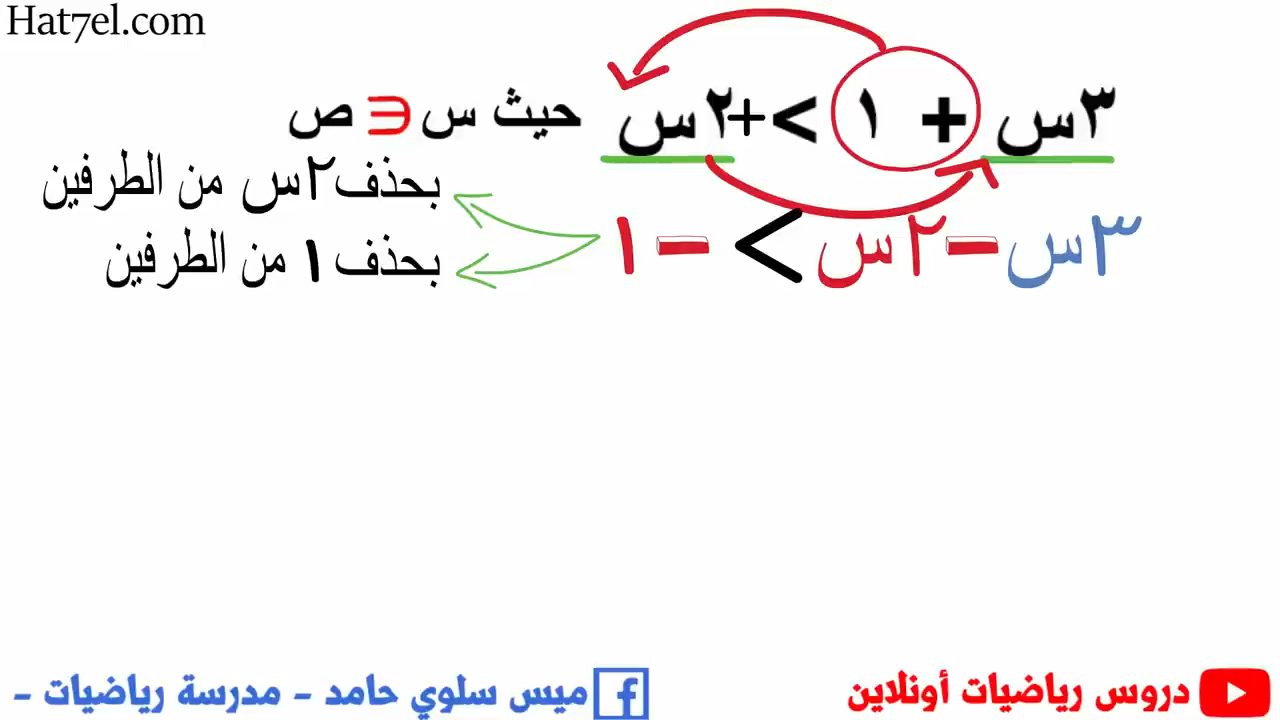 Hat7el.com
٣س + ١ > +٢س حيث س ∋ ص
بحذف ٢س من الطرفين
٣س − ٢س > − ١
بحذف ١ من الطرفين
دروس رياضيات أونلاين
ميس سلوي حامد - مدرسة رياضيات -